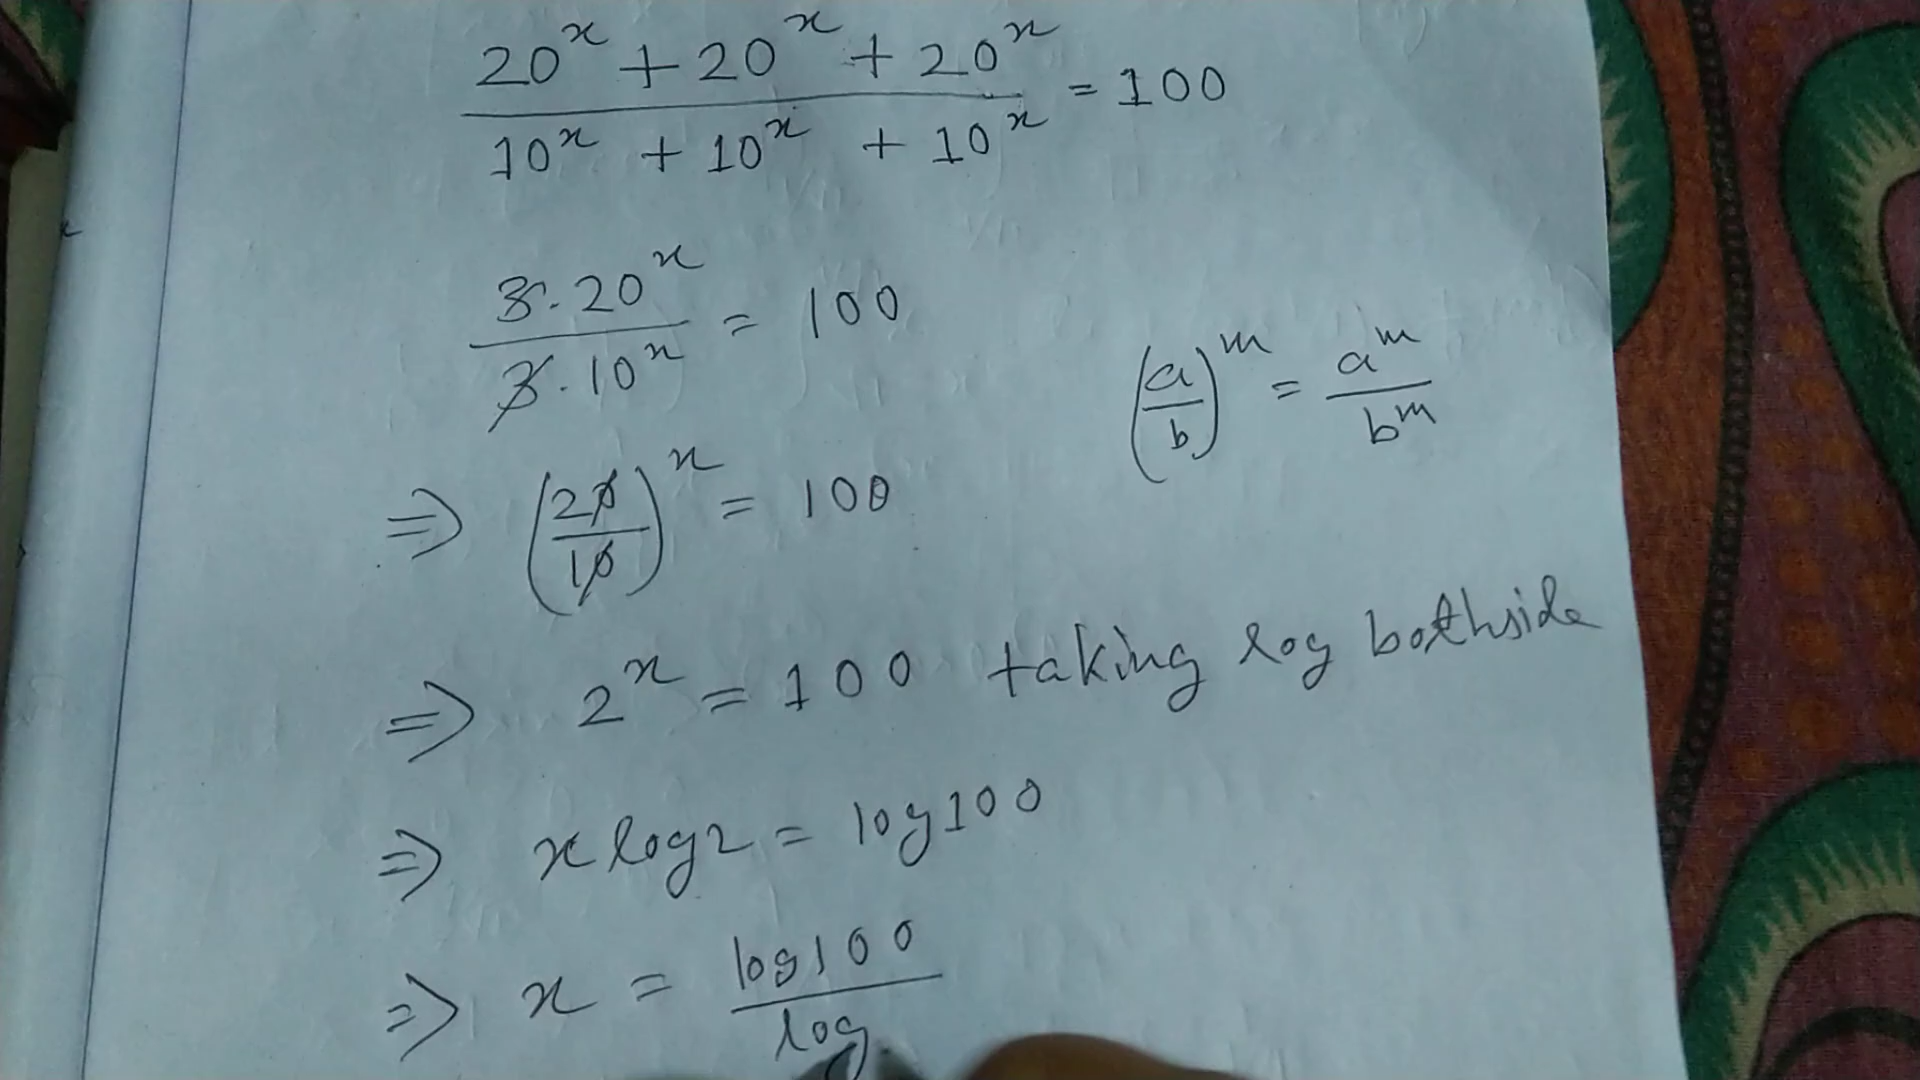 20^x + 20^x + 20^x / 10^x + 10^x + 10^x = 100
3·20^x / 3·10^x = 100
(a/b)^m = a^m / b^m
⇒ (20/10)^x = 100
⇒ 2^x = 100 taking log bothside
⇒ x log2 = log100
⇒ x = log100 / log